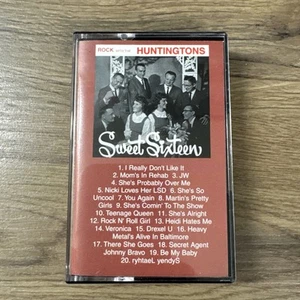 ROCK with the HUNTINGTONS
Sweet Sixteen
1. I Really Don't Like It
2. Mom's In Rehab 3. JW
4. She's Probably Over Me
5. Nicki Loves Her LSD 6. She's So
Uncool 7. You Again 8. Martin's Pretty
Girls 9. She's Comin' To The Show
10. Teenage Queen 11. She's Alright
12. Rock N' Roll Girl 13. Heidi Hates Me
14. Veronica 15. Drexel U 16. Heavy
Metal's Alive In Baltimore
17. There She Goes 18. Secret Agent
Johnny Bravo 19. Be My Baby
20. ryhtaeL yendyS